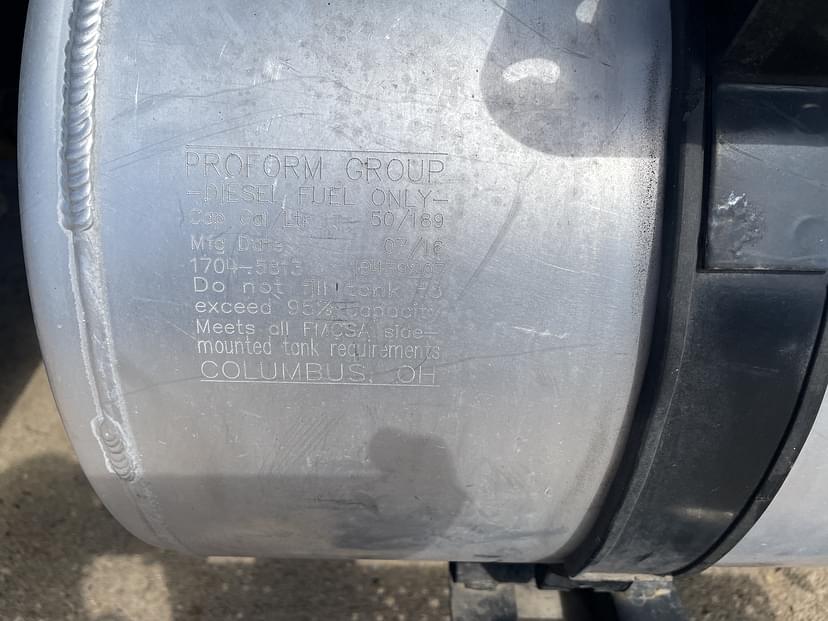 PROFORM GROUP
-DIESEL FUEL ONLY-
Cap Gal/Ltr 50/189
Mfg Date 07/16
Do not fill tank to
exceed 95% capacity
Meets all FMCSA side-
mounted tank requirements
COLUMBUS, OH